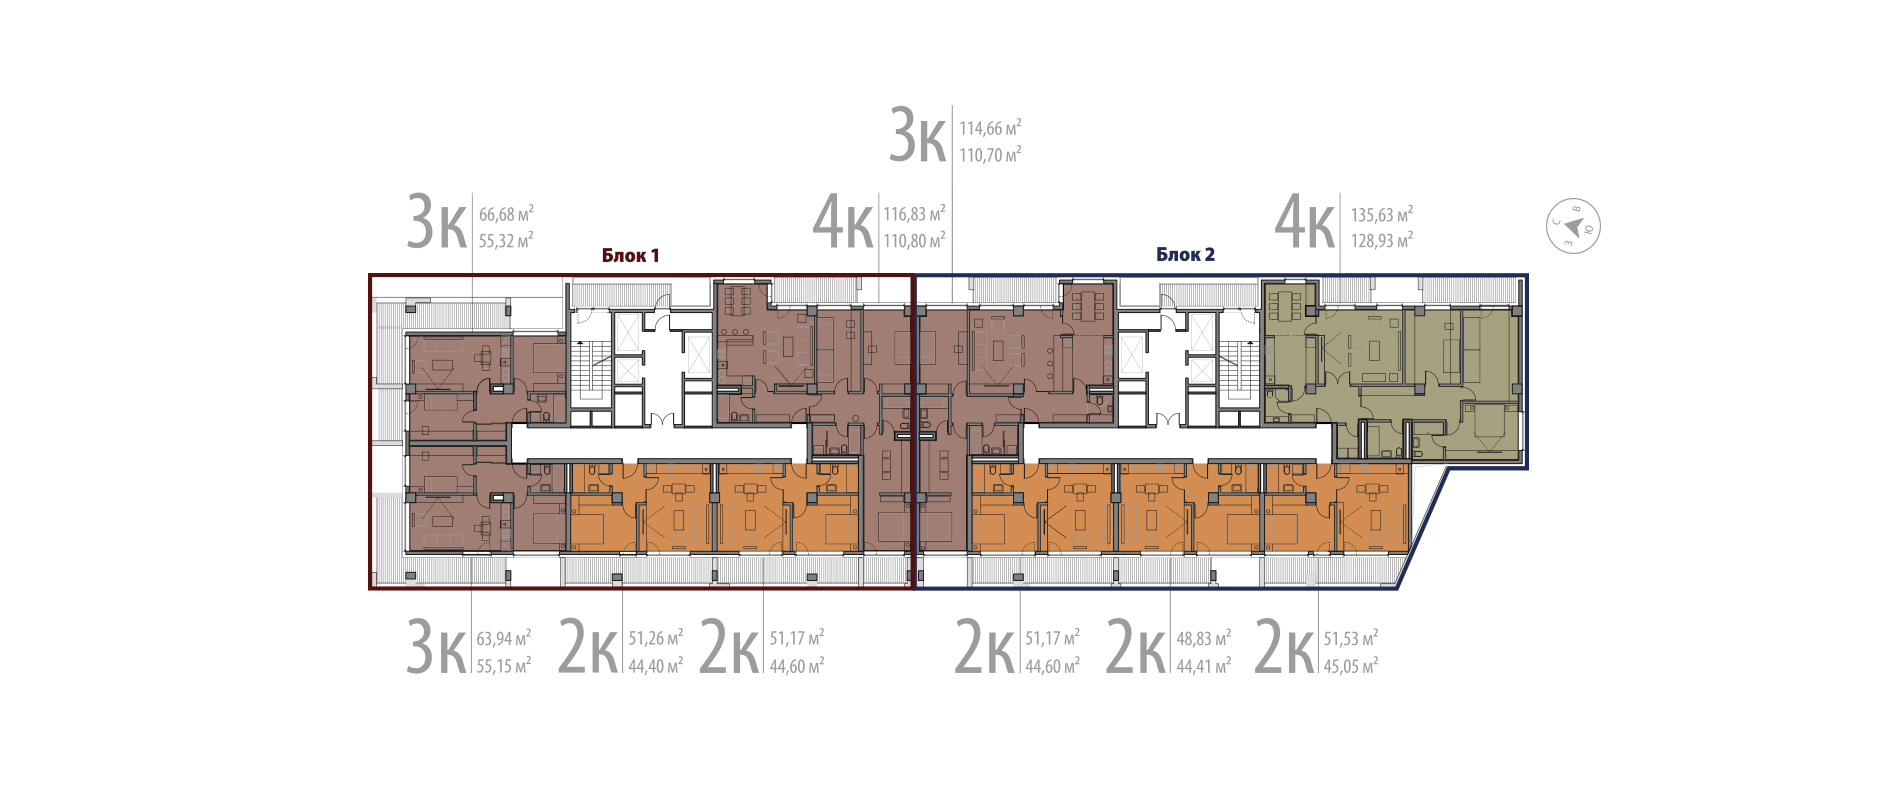 3к 114,66 м²
110,70 м²
3к 66,68 м²
55,32 м²
4к 116,83 м²
110,80 м²
4к 135,63 м²
128,93 м²
С В
З Ю
Блок 1
Блок 2
3к 63,94 м²
55,15 м²
2к 51,26 м²
44,40 м²
2к 51,17 м²
44,60 м²
2к 51,17 м²
44,60 м²
2к 48,83 м²
44,41 м²
2к 51,53 м²
45,05 м²